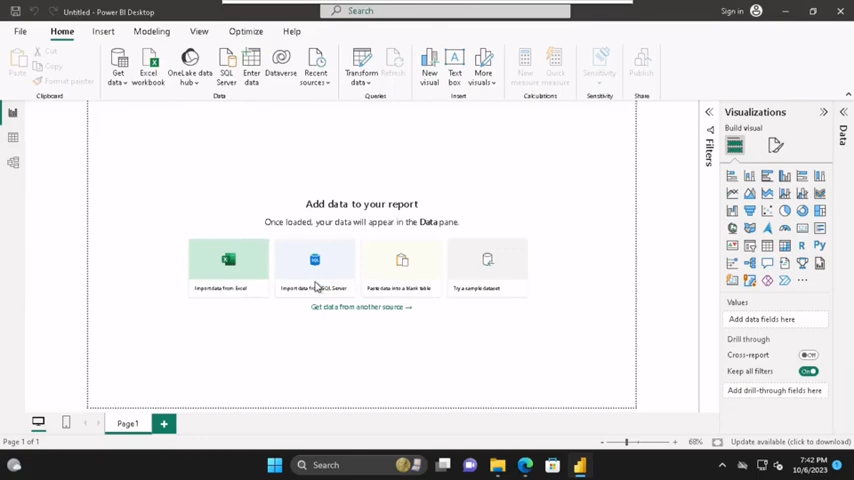 Untitled - Power BI Desktop
Search
Sign in
File Home Insert Modeling View Optimize Help
Paste
Cut
Copy
Format painter
Get data
Excel workbook
OneLake data hub
SQL Server
Enter data
Dataverse
Recent sources
Transform data
Refresh
New visual
Text box
More visuals
New measure
Quick measure
Sensitivity
Publish
Clipboard
Data
Queries
Insert
Calculations
Sensitivity
Share
Add data to your report
Once loaded, your data will appear in the Data pane.
Import data from Excel
Import data from SQL Server
Paste data into a blank table
Try a sample dataset
Get data from another source →
Filters
Visualizations
Build visual
R
Py
123
Values
Add data fields here
Drill through
Cross-report
Off
Keep all filters
On
Add drill-through fields here
Data
Page 1
Page 1 of 1
68%
Update available (click to download)
Search
7:42 PM
10/6/2023